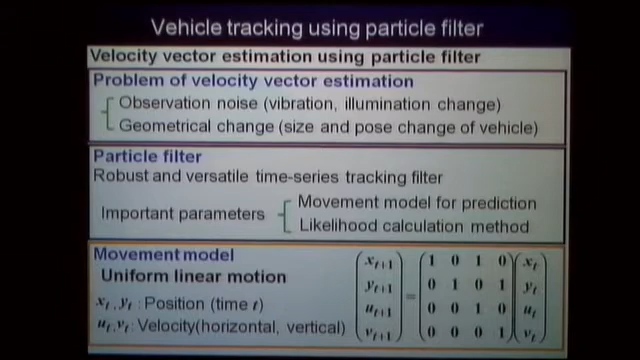 Vehicle tracking using particle filter
Velocity vector estimation using particle filter
Problem of velocity vector estimation
Observation noise (vibration, illumination change)
Geometrical change (size and pose change of vehicle)
Particle filter
Robust and versatile time-series tracking filter
Important parameters
Movement model for prediction
Likelihood calculation method
Movement model
Uniform linear motion
xt, yt : Position (time t)
ut, vt : Velocity(horizontal, vertical)
xt+1 1 0 1 0 xt
yt+1 0 1 0 1 yt
ut+1 = 0 0 1 0 ut
vt+1 0 0 0 1 vt